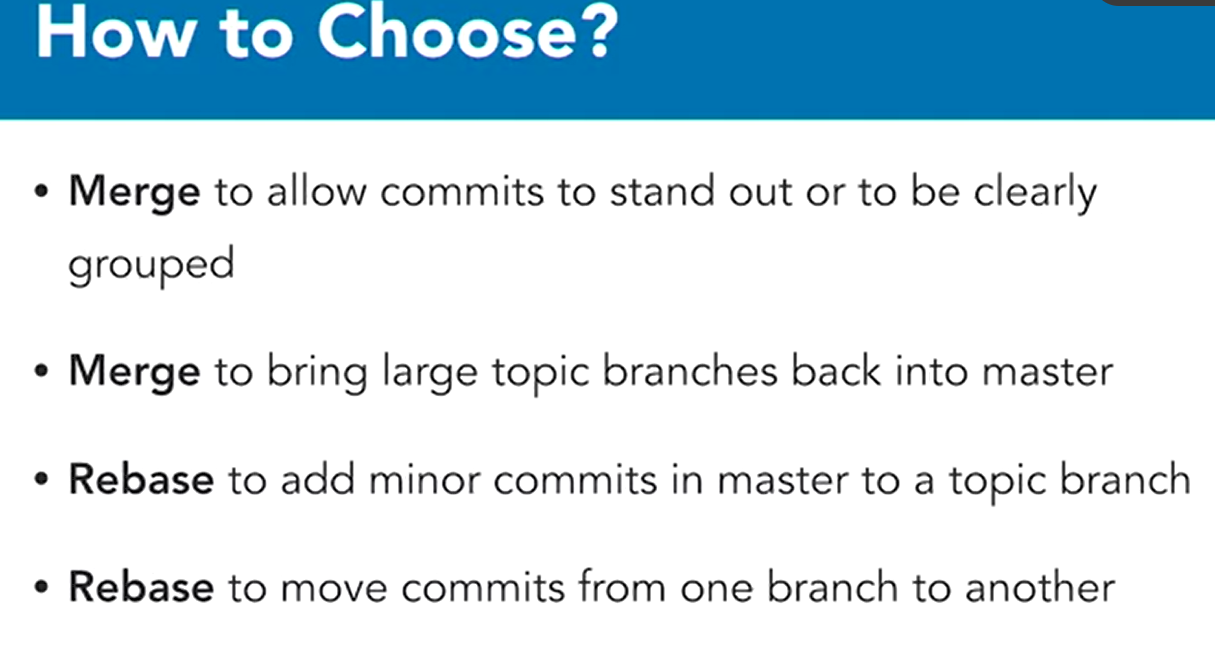 How to Choose?
• Merge to allow commits to stand out or to be clearly
grouped
• Merge to bring large topic branches back into master
• Rebase to add minor commits in master to a topic branch
• Rebase to move commits from one branch to another